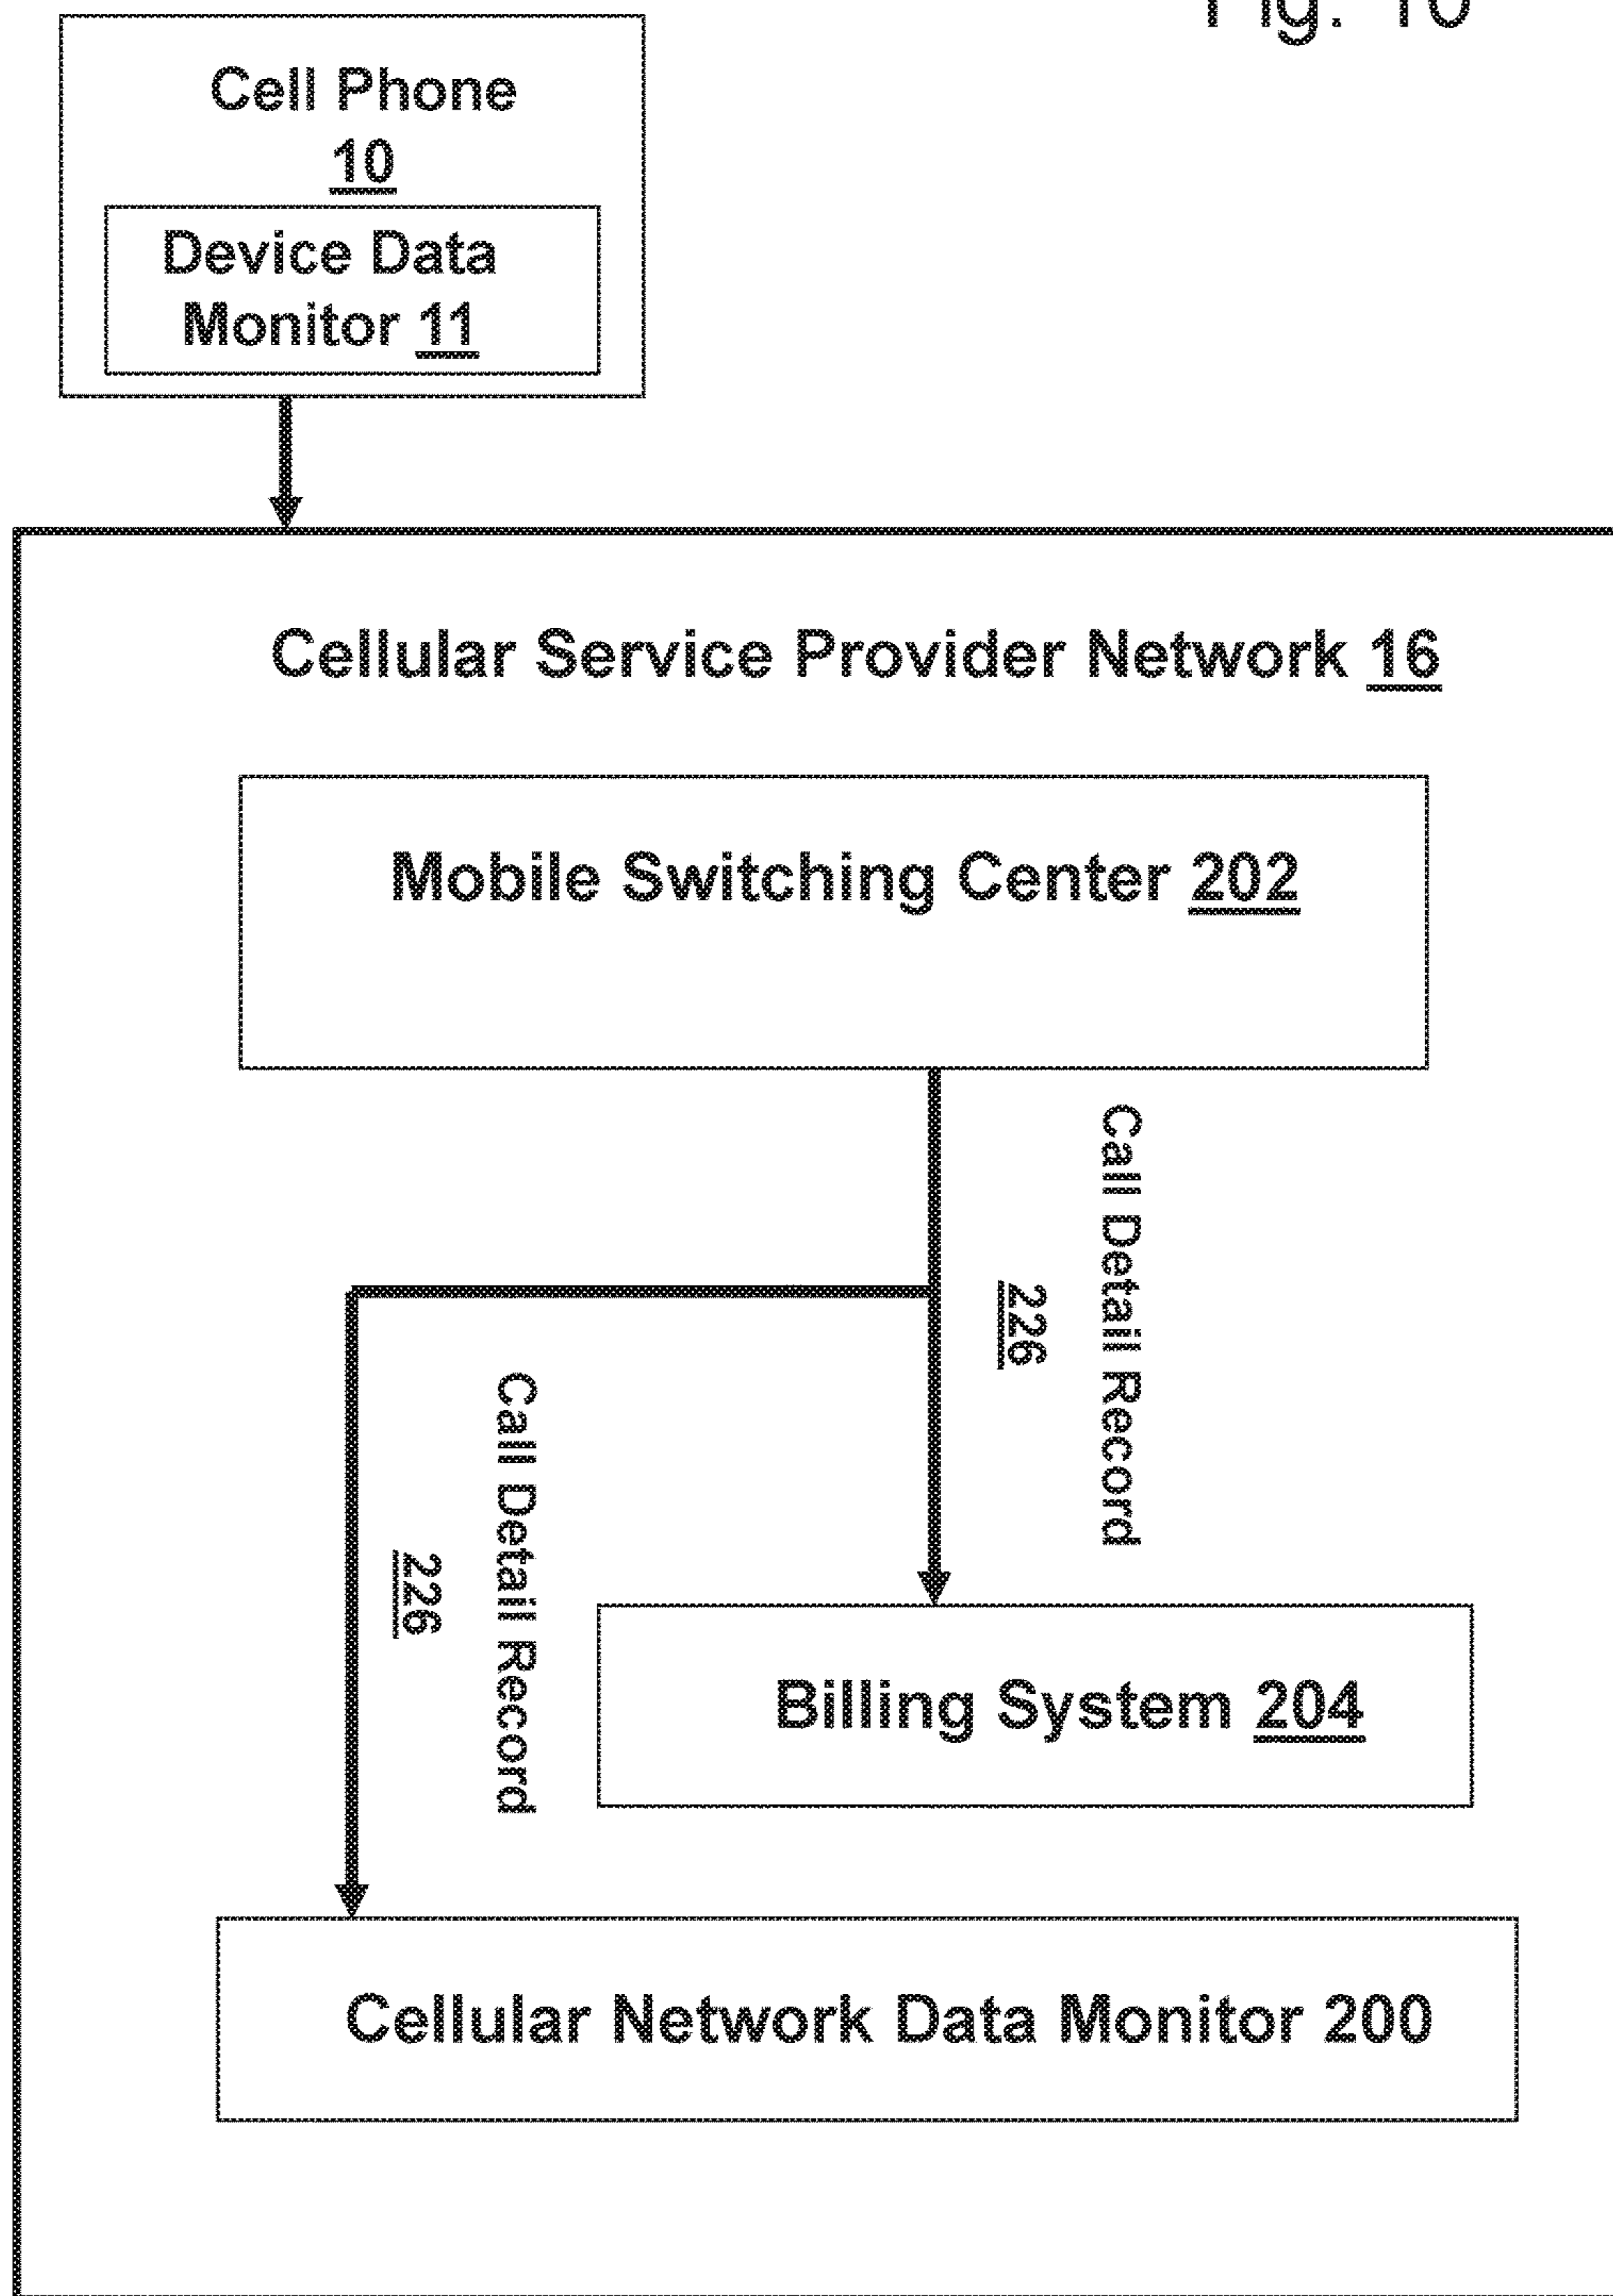 Fig. 10
Cell Phone
10
Device Data
Monitor 11
Cellular Service Provider Network 16
Mobile Switching Center 202
Call Detail Record
226
Call Detail Record
226
Billing System 204
Cellular Network Data Monitor 200